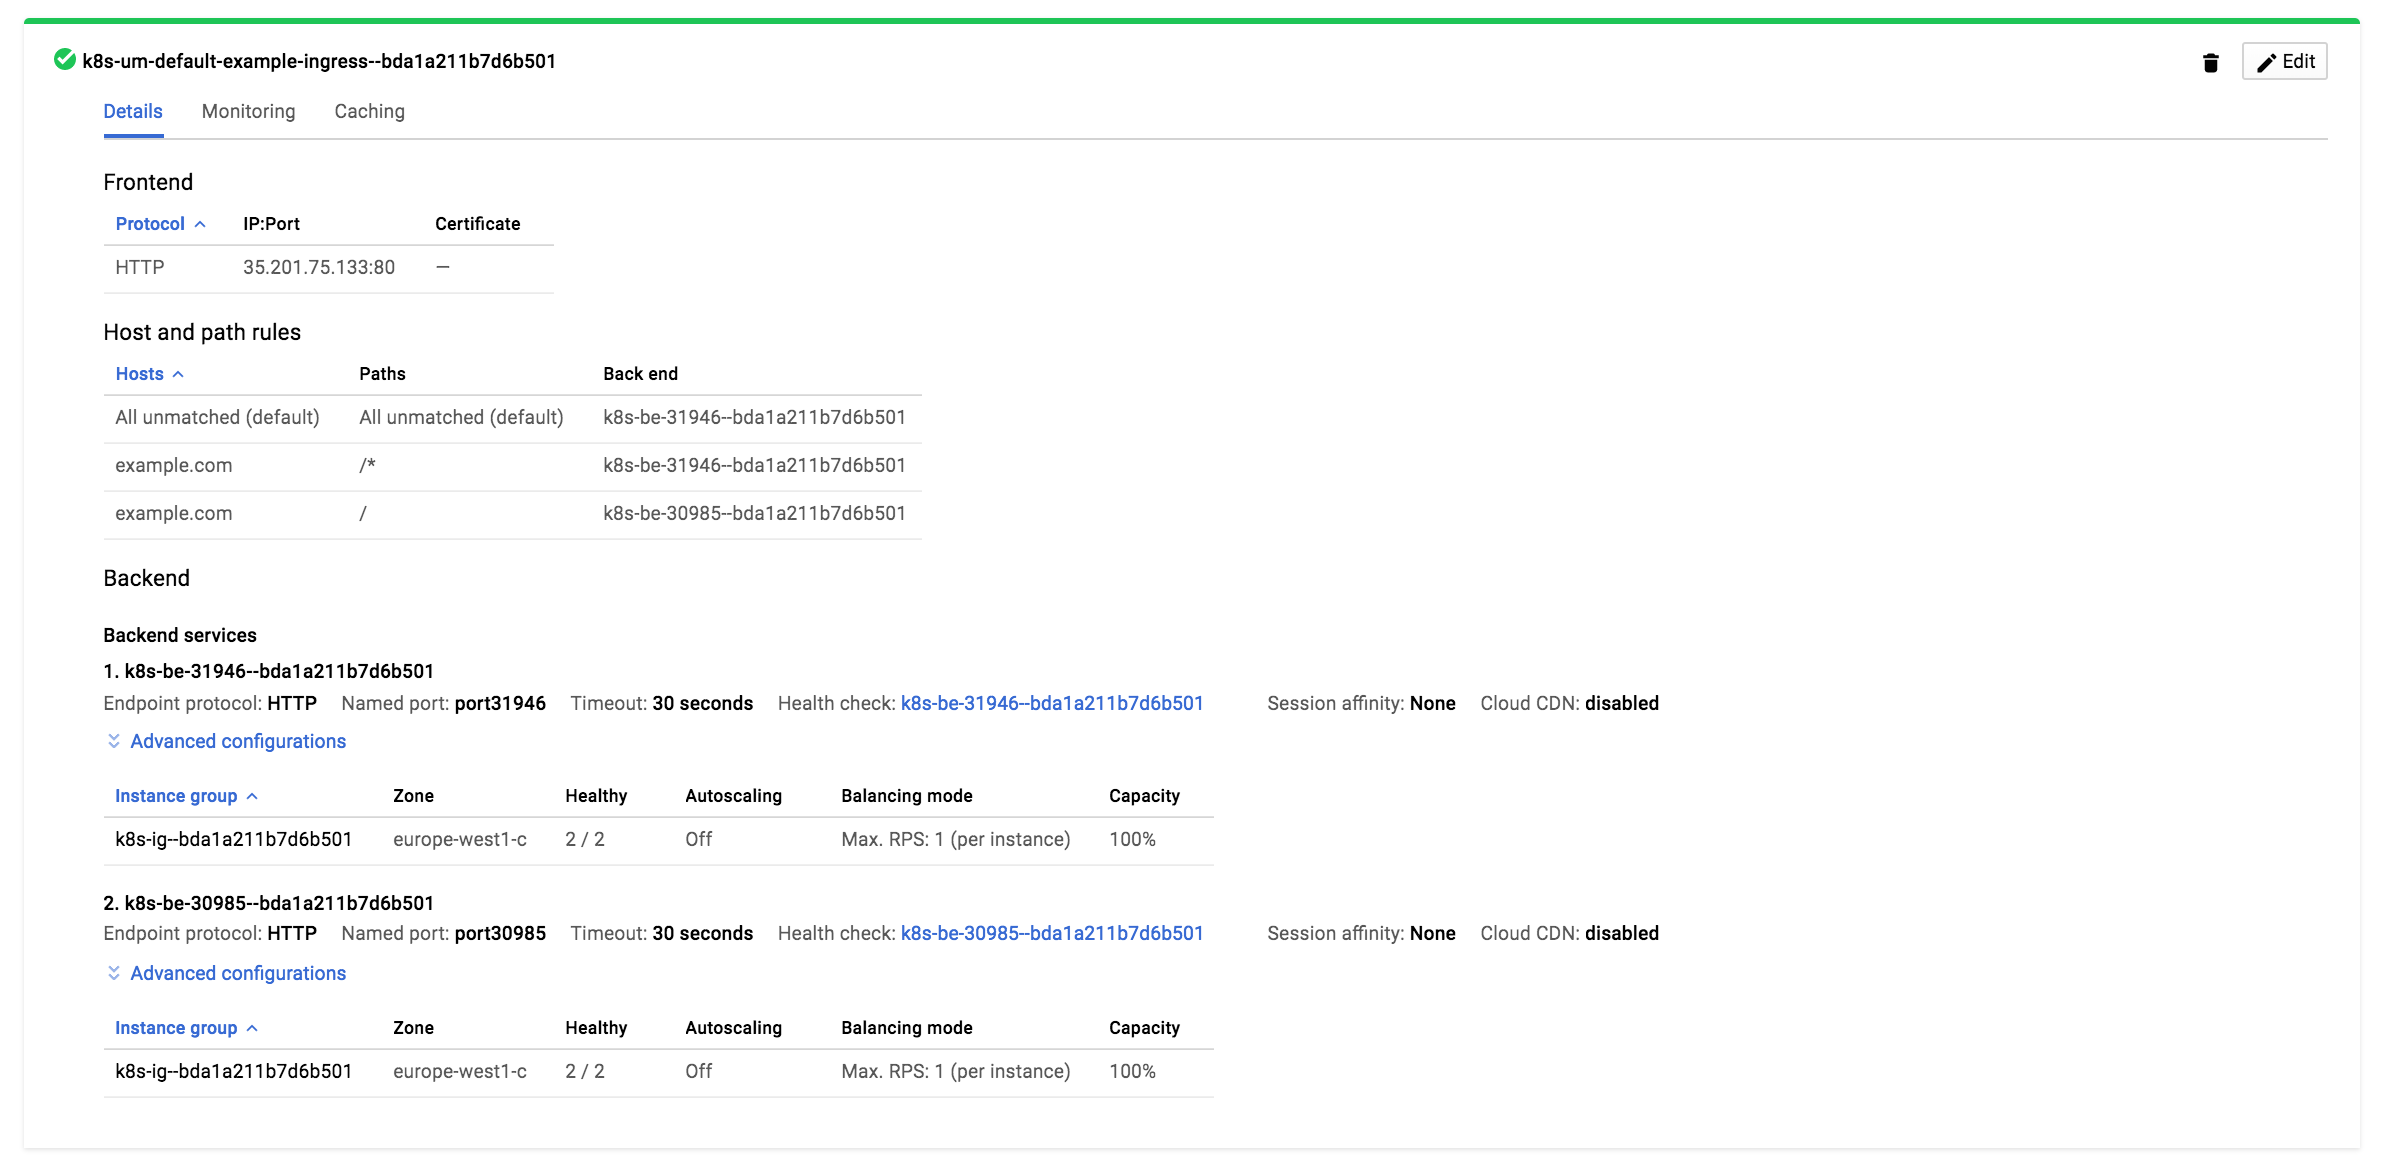 k8s-um-default-example-ingress--bda1a211b7d6b501 Edit
Details Monitoring Caching
Frontend
Protocol IP:Port Certificate
HTTP 35.201.75.133:80 —
Host and path rules
Hosts Paths Back end
All unmatched (default) All unmatched (default) k8s-be-31946--bda1a211b7d6b501
example.com /* k8s-be-31946--bda1a211b7d6b501
example.com / k8s-be-30985--bda1a211b7d6b501
Backend
Backend services
1. k8s-be-31946--bda1a211b7d6b501
Endpoint protocol: HTTP Named port: port31946 Timeout: 30 seconds Health check: k8s-be-31946--bda1a211b7d6b501 Session affinity: None Cloud CDN: disabled
Advanced configurations
Instance group Zone Healthy Autoscaling Balancing mode Capacity
k8s-ig--bda1a211b7d6b501 europe-west1-c 2 / 2 Off Max. RPS: 1 (per instance) 100%
2. k8s-be-30985--bda1a211b7d6b501
Endpoint protocol: HTTP Named port: port30985 Timeout: 30 seconds Health check: k8s-be-30985--bda1a211b7d6b501 Session affinity: None Cloud CDN: disabled
Advanced configurations
Instance group Zone Healthy Autoscaling Balancing mode Capacity
k8s-ig--bda1a211b7d6b501 europe-west1-c 2 / 2 Off Max. RPS: 1 (per instance) 100%